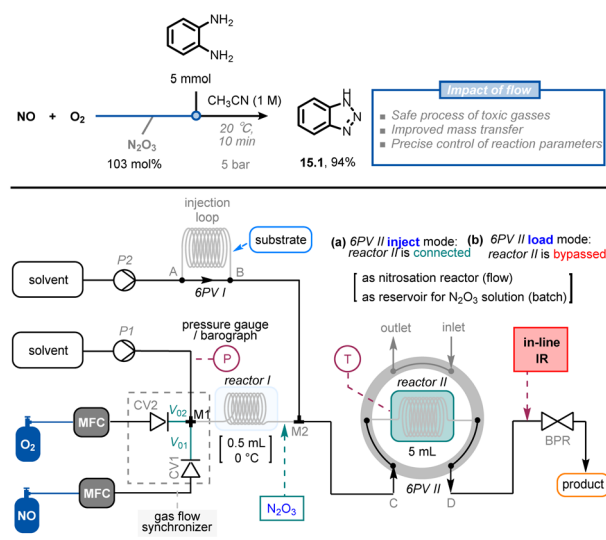 NH₂
NH₂
5 mmol
NO + O₂
CH₃CN (1 M)
N₂O₃
103 mol%
20 °C,
10 min
5 bar
H
N
N
N
15.1, 94%
Impact of flow
Safe process of toxic gasses
Improved mass transfer
Precise control of reaction parameters
injection
loop
substrate
solvent
P2
A
B
6PV I
(a) 6PV II inject mode:
reactor II is connected
(b) 6PV II load mode:
reactor II is bypassed
as nitrosation reactor (flow)
as reservoir for N₂O₃ solution (batch)
solvent
P1
pressure gauge
/ barograph
P
outlet
inlet
T
in-line
IR
reactor I
reactor II
CV2
V02
M1
M2
O₂
MFC
V01
0.5 mL
0 °C
5 mL
BPR
CV1
NO
MFC
gas flow
synchronizer
N₂O₃
C
6PV II
D
product